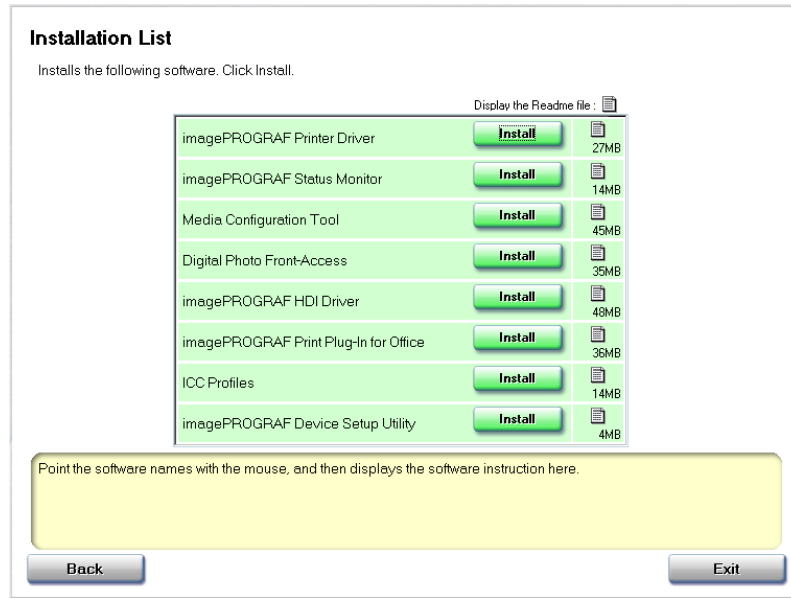 Installation List
Installs the following software. Click Install.
Display the Readme file :
imagePROGRAF Printer Driver Install 27MB
imagePROGRAF Status Monitor Install 14MB
Media Configuration Tool Install 45MB
Digital Photo Front-Access Install 35MB
imagePROGRAF HDI Driver Install 48MB
imagePROGRAF Print Plug-In for Office Install 36MB
ICC Profiles Install 14MB
imagePROGRAF Device Setup Utility Install 4MB
Point the software names with the mouse, and then displays the software instruction here.
Back Exit